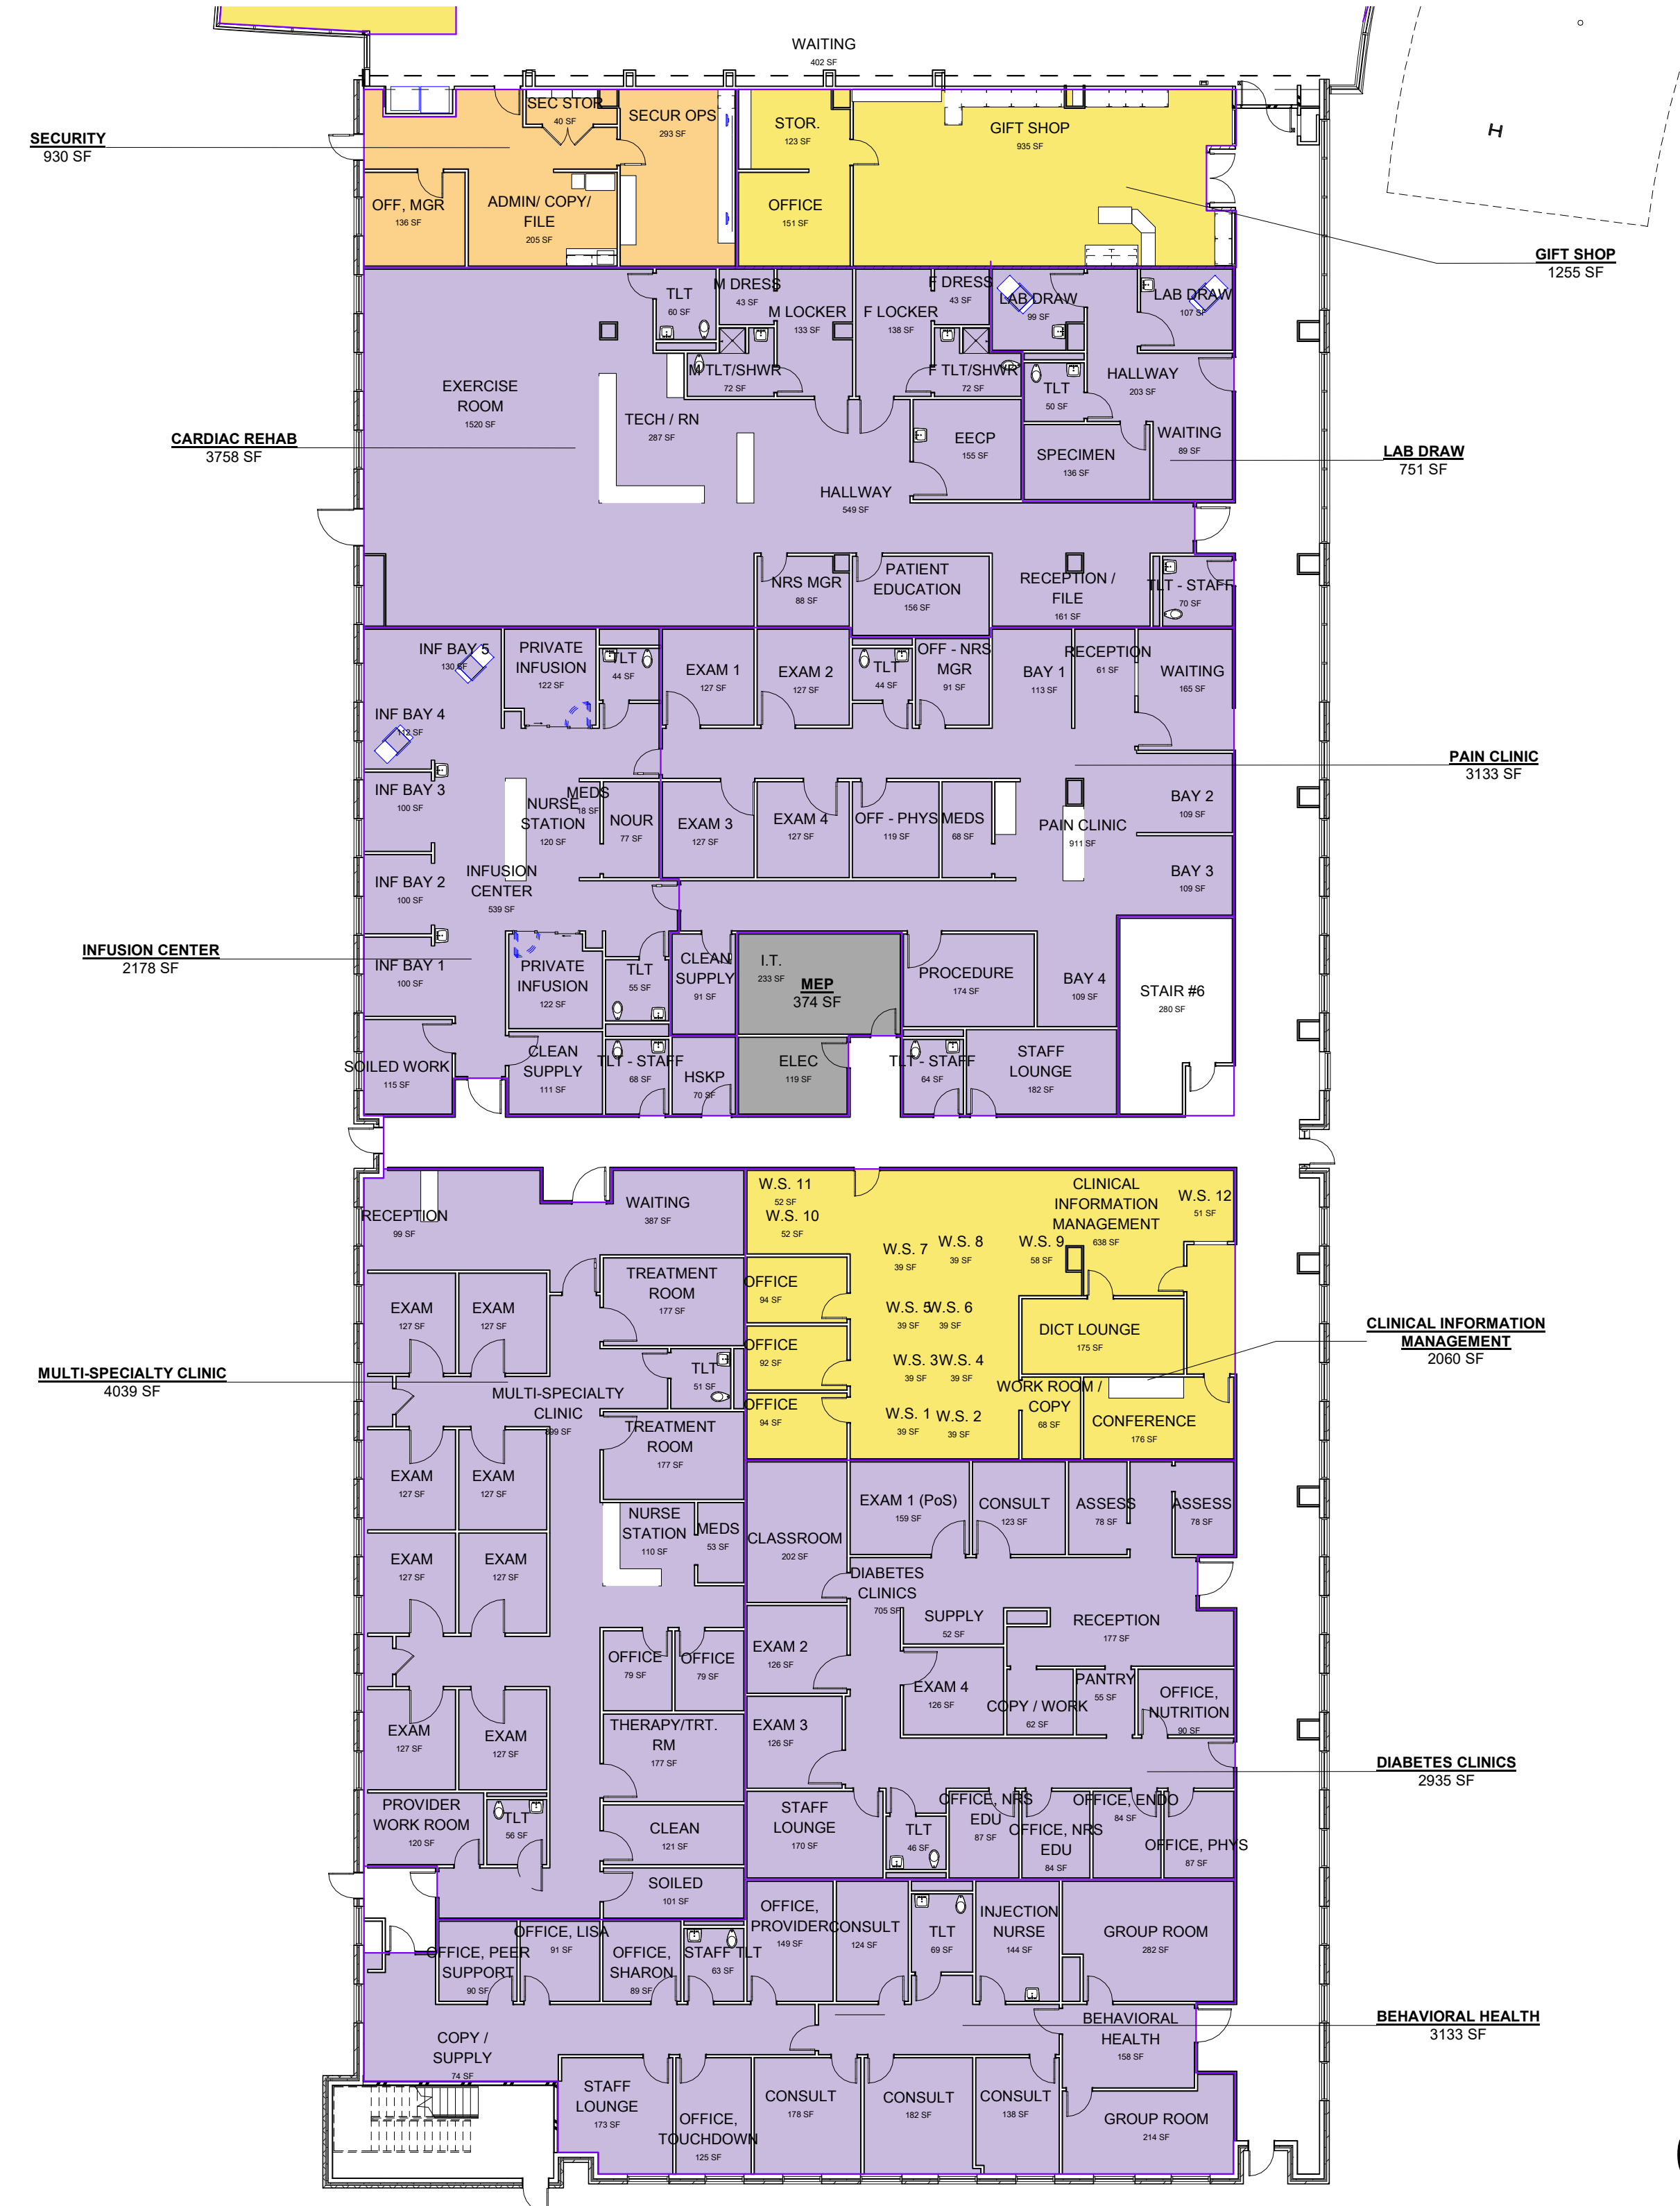 WAITING
402 SF
SECURITY
930 SF
SEC STOR
40 SF
SECUR OPS
293 SF
STOR.
123 SF
GIFT SHOP
935 SF
H
OFF, MGR
136 SF
ADMIN/ COPY/
FILE
205 SF
OFFICE
151 SF
GIFT SHOP
1255 SF
TLT
60 SF
M DRESS
43 SF
M LOCKER
133 SF
F LOCKER
138 SF
F DRESS
43 SF
LAB DRAW
99 SF
LAB DRAW
107 SF
M TLT/SHWR
72 SF
F TLT/SHWR
72 SF
TLT
50 SF
HALLWAY
203 SF
EXERCISE
ROOM
1520 SF
TECH / RN
287 SF
EECP
155 SF
SPECIMEN
136 SF
WAITING
89 SF
CARDIAC REHAB
3758 SF
LAB DRAW
751 SF
HALLWAY
549 SF
NRS MGR
88 SF
PATIENT
EDUCATION
156 SF
RECEPTION /
FILE
161 SF
TLT - STAFF
70 SF
INF BAY 5
130 SF
PRIVATE
INFUSION
122 SF
TLT
44 SF
EXAM 1
127 SF
EXAM 2
127 SF
TLT
44 SF
OFF - NRS
MGR
91 SF
BAY 1
113 SF
RECEPTION
61 SF
WAITING
165 SF
INF BAY 4
112 SF
PAIN CLINIC
3133 SF
INF BAY 3
100 SF
NURSE
STATION
120 SF
MEDS
18 SF
NOUR
77 SF
EXAM 3
127 SF
EXAM 4
127 SF
OFF - PHYS
119 SF
MEDS
68 SF
PAIN CLINIC
911 SF
BAY 2
109 SF
INF BAY 2
100 SF
INFUSION
CENTER
539 SF
BAY 3
109 SF
INFUSION CENTER
2178 SF
INF BAY 1
100 SF
PRIVATE
INFUSION
122 SF
TLT
55 SF
CLEAN
SUPPLY
91 SF
I.T.
233 SF
MEP
374 SF
PROCEDURE
174 SF
BAY 4
109 SF
STAIR #6
280 SF
SOILED WORK
115 SF
CLEAN
SUPPLY
111 SF
TLT - STAFF
68 SF
HSKP
70 SF
ELEC
119 SF
TLT - STAFF
64 SF
STAFF
LOUNGE
182 SF
RECEPTION
99 SF
WAITING
387 SF
W.S. 11
52 SF
W.S. 10
52 SF
CLINICAL
INFORMATION
MANAGEMENT
638 SF
W.S. 12
51 SF
W.S. 7
39 SF
W.S. 8
39 SF
W.S. 9
58 SF
EXAM
127 SF
EXAM
127 SF
TREATMENT
ROOM
177 SF
OFFICE
94 SF
W.S. 5
39 SF
W.S. 6
39 SF
DICT LOUNGE
175 SF
CLINICAL INFORMATION
MANAGEMENT
2060 SF
OFFICE
92 SF
W.S. 3
39 SF
W.S. 4
39 SF
MULTI-SPECIALTY CLINIC
4039 SF
TLT
51 SF
MULTI-SPECIALTY
CLINIC
899 SF
OFFICE
94 SF
W.S. 1
39 SF
W.S. 2
39 SF
WORK ROOM /
COPY
68 SF
CONFERENCE
176 SF
TREATMENT
ROOM
177 SF
EXAM
127 SF
EXAM
127 SF
NURSE
STATION
110 SF
MEDS
53 SF
CLASSROOM
202 SF
EXAM 1 (PoS)
159 SF
CONSULT
123 SF
ASSESS
78 SF
ASSESS
78 SF
EXAM
127 SF
EXAM
127 SF
DIABETES
CLINICS
705 SF
SUPPLY
52 SF
RECEPTION
177 SF
OFFICE
79 SF
OFFICE
79 SF
EXAM 2
126 SF
EXAM 4
126 SF
COPY / WORK
62 SF
PANTRY
55 SF
OFFICE,
NUTRITION
90 SF
EXAM
127 SF
EXAM
127 SF
THERAPY/TRT.
RM
177 SF
EXAM 3
126 SF
DIABETES CLINICS
2935 SF
PROVIDER
WORK ROOM
120 SF
TLT
56 SF
CLEAN
121 SF
STAFF
LOUNGE
170 SF
TLT
46 SF
OFFICE, NRS
EDU
87 SF
OFFICE, NRS
EDU
84 SF
OFFICE, ENDO
84 SF
OFFICE, PHYS
87 SF
SOILED
101 SF
OFFICE, PEER
SUPPORT
90 SF
OFFICE, LISA
91 SF
OFFICE,
SHARON
89 SF
STAFF TLT
63 SF
OFFICE,
PROVIDER
149 SF
CONSULT
124 SF
TLT
69 SF
INJECTION
NURSE
144 SF
GROUP ROOM
282 SF
BEHAVIORAL HEALTH
3133 SF
COPY /
SUPPLY
74 SF
BEHAVIORAL
HEALTH
158 SF
STAFF
LOUNGE
173 SF
OFFICE,
TOUCHDOWN
125 SF
CONSULT
178 SF
CONSULT
182 SF
CONSULT
138 SF
GROUP ROOM
214 SF